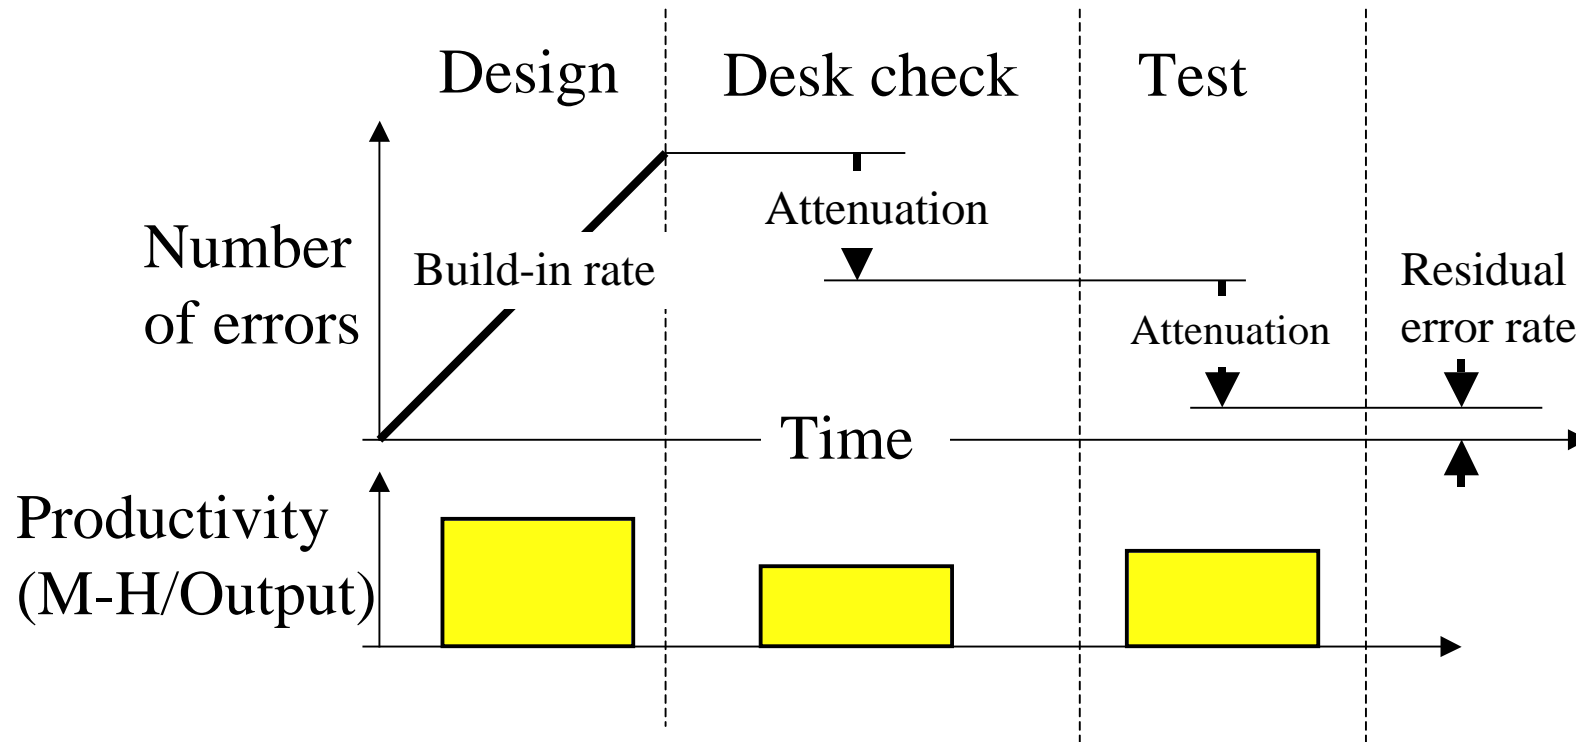 Design
Desk check
Test
Attenuation
Number
of errors
Build-in rate
Residual
error rate
Attenuation
Time
Productivity
(M-H/Output)